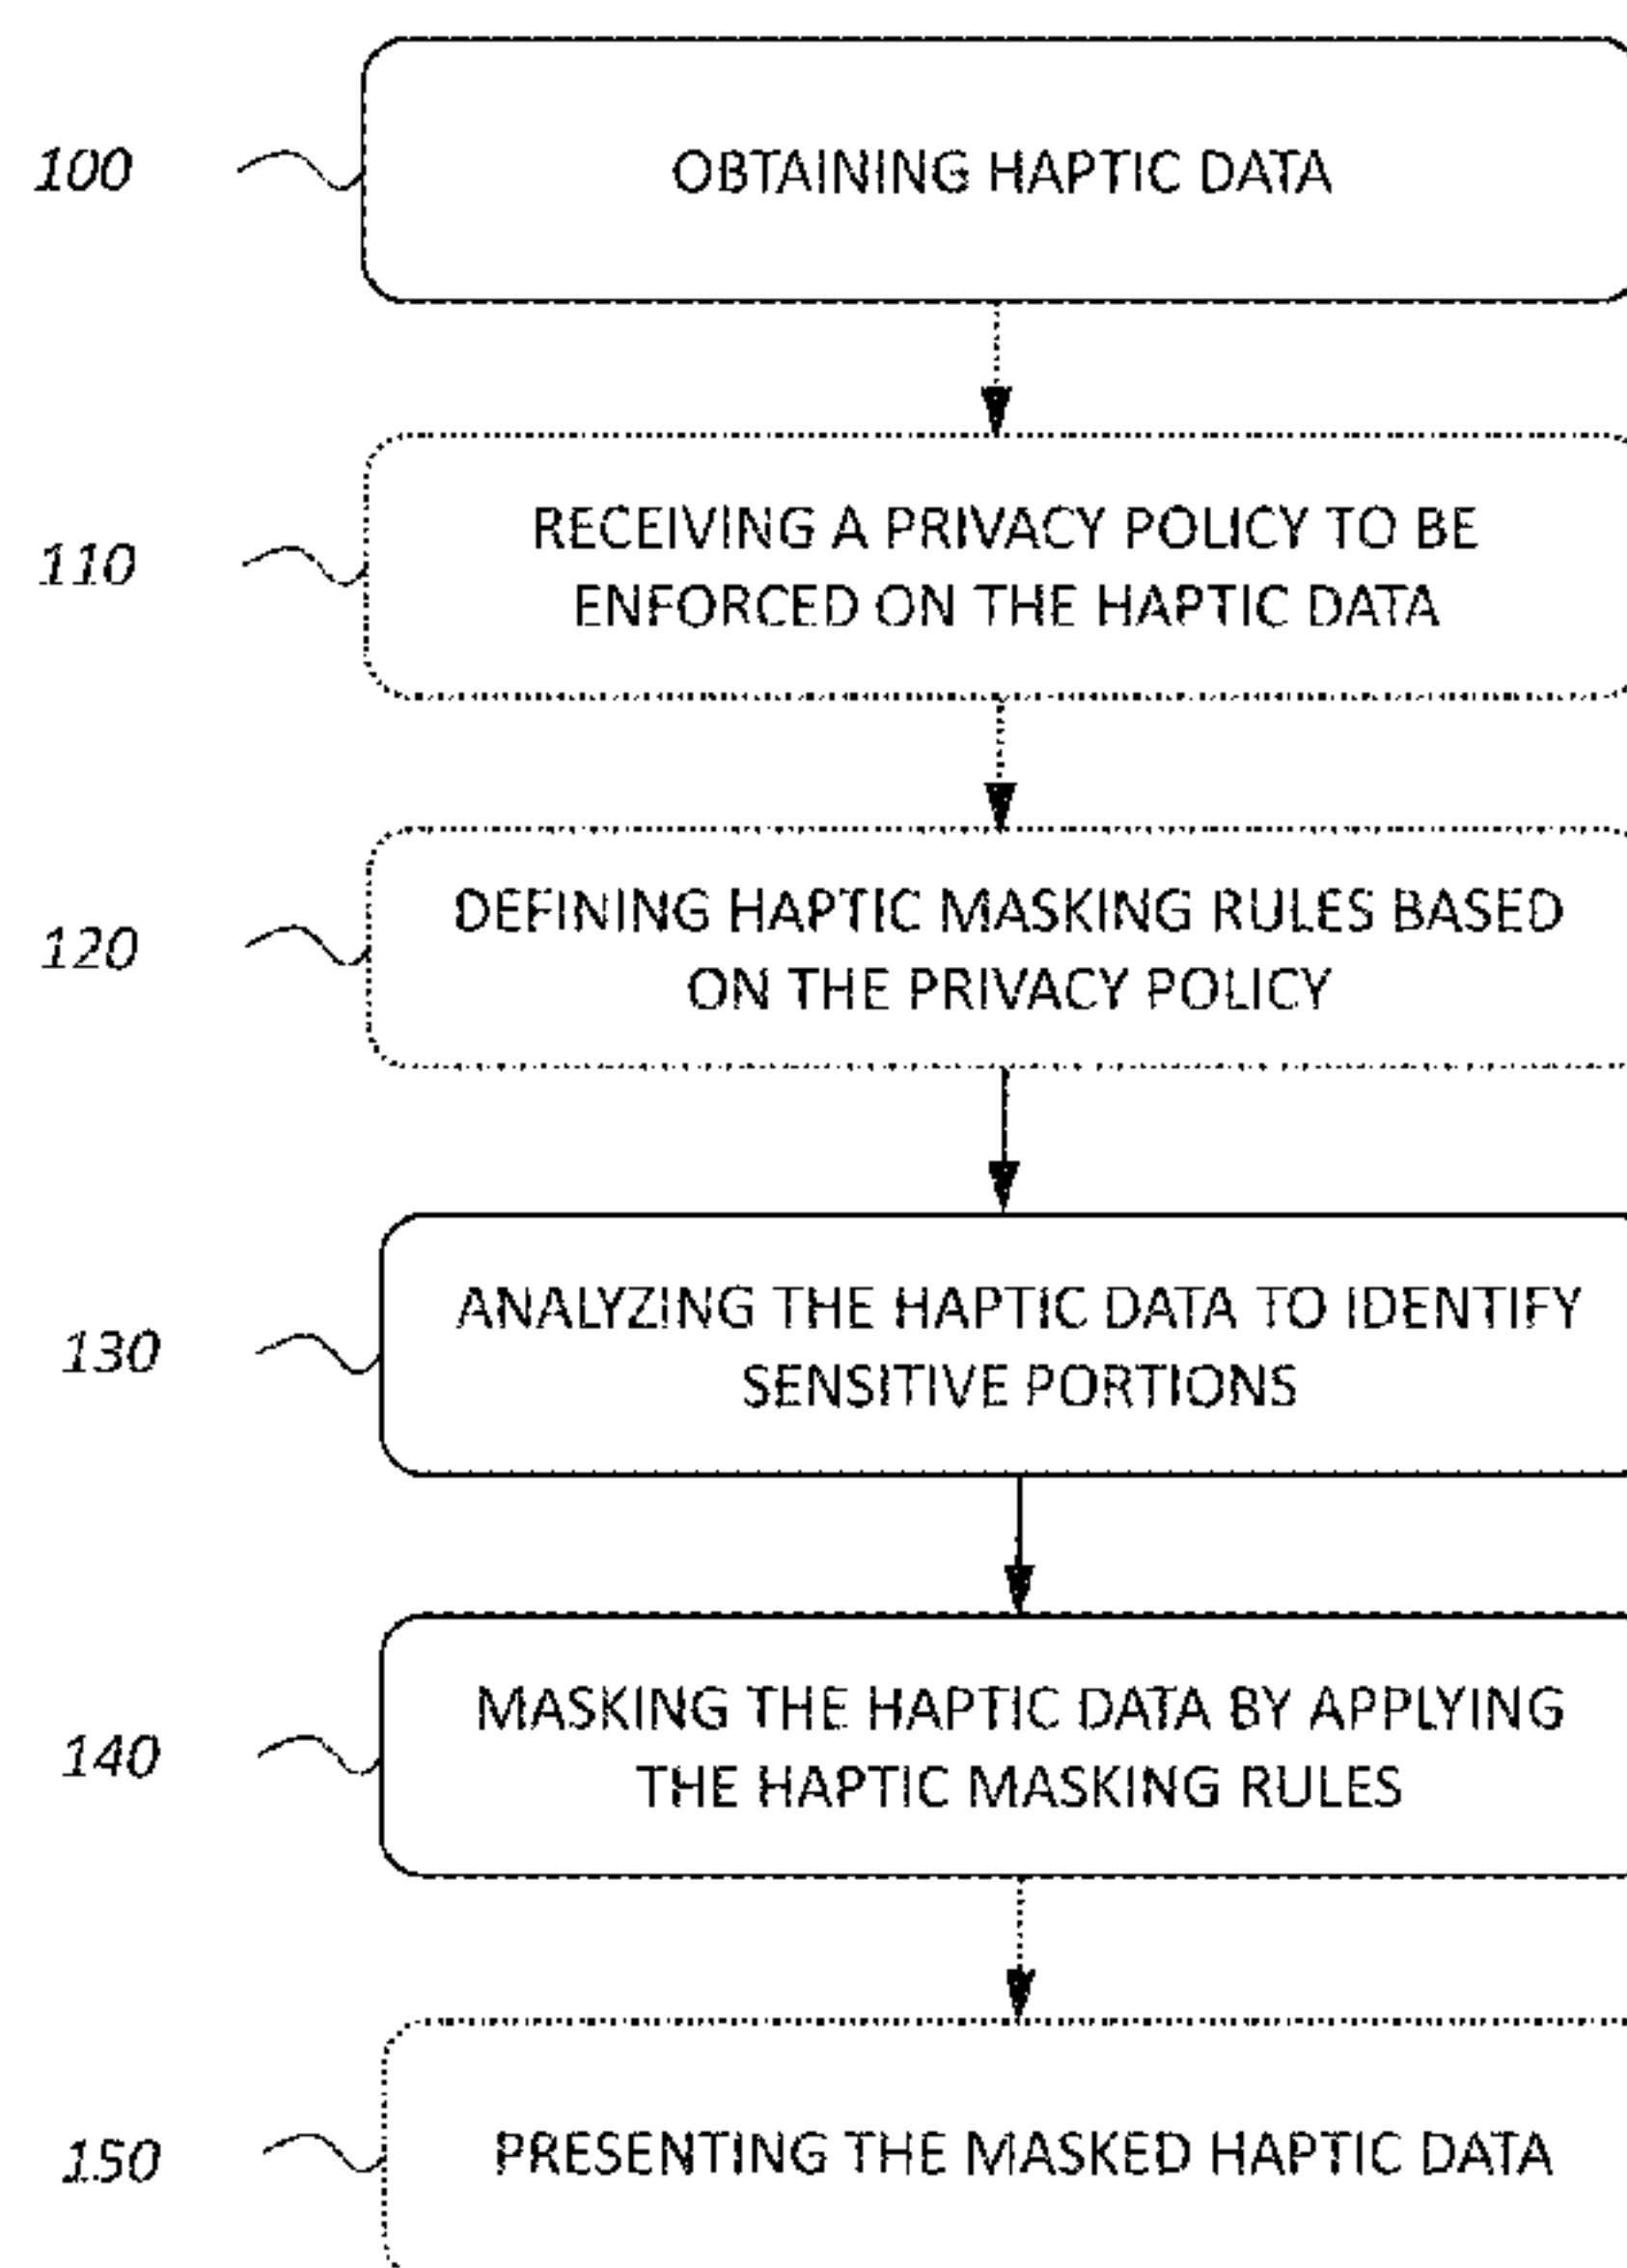 100
OBTAINING HAPTIC DATA
110
RECEIVING A PRIVACY POLICY TO BE
ENFORCED ON THE HAPTIC DATA
120
DEFINING HAPTIC MASKING RULES BASED
ON THE PRIVACY POLICY
130
ANALYZING THE HAPTIC DATA TO IDENTIFY
SENSITIVE PORTIONS
140
MASKING THE HAPTIC DATA BY APPLYING
THE HAPTIC MASKING RULES
150
PRESENTING THE MASKED HAPTIC DATA